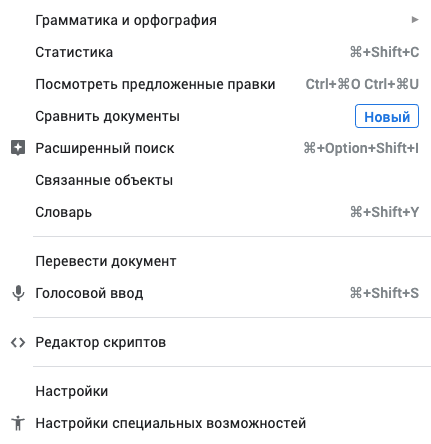 Грамматика и орфография
Статистика ⌘+Shift+C
Посмотреть предложенные правки Ctrl+⌘O Ctrl+⌘U
Сравнить документы Новый
Расширенный поиск ⌘+Option+Shift+I
Связанные объекты
Словарь ⌘+Shift+Y
Перевести документ
Голосовой ввод ⌘+Shift+S
Редактор скриптов
Настройки
Настройки специальных возможностей